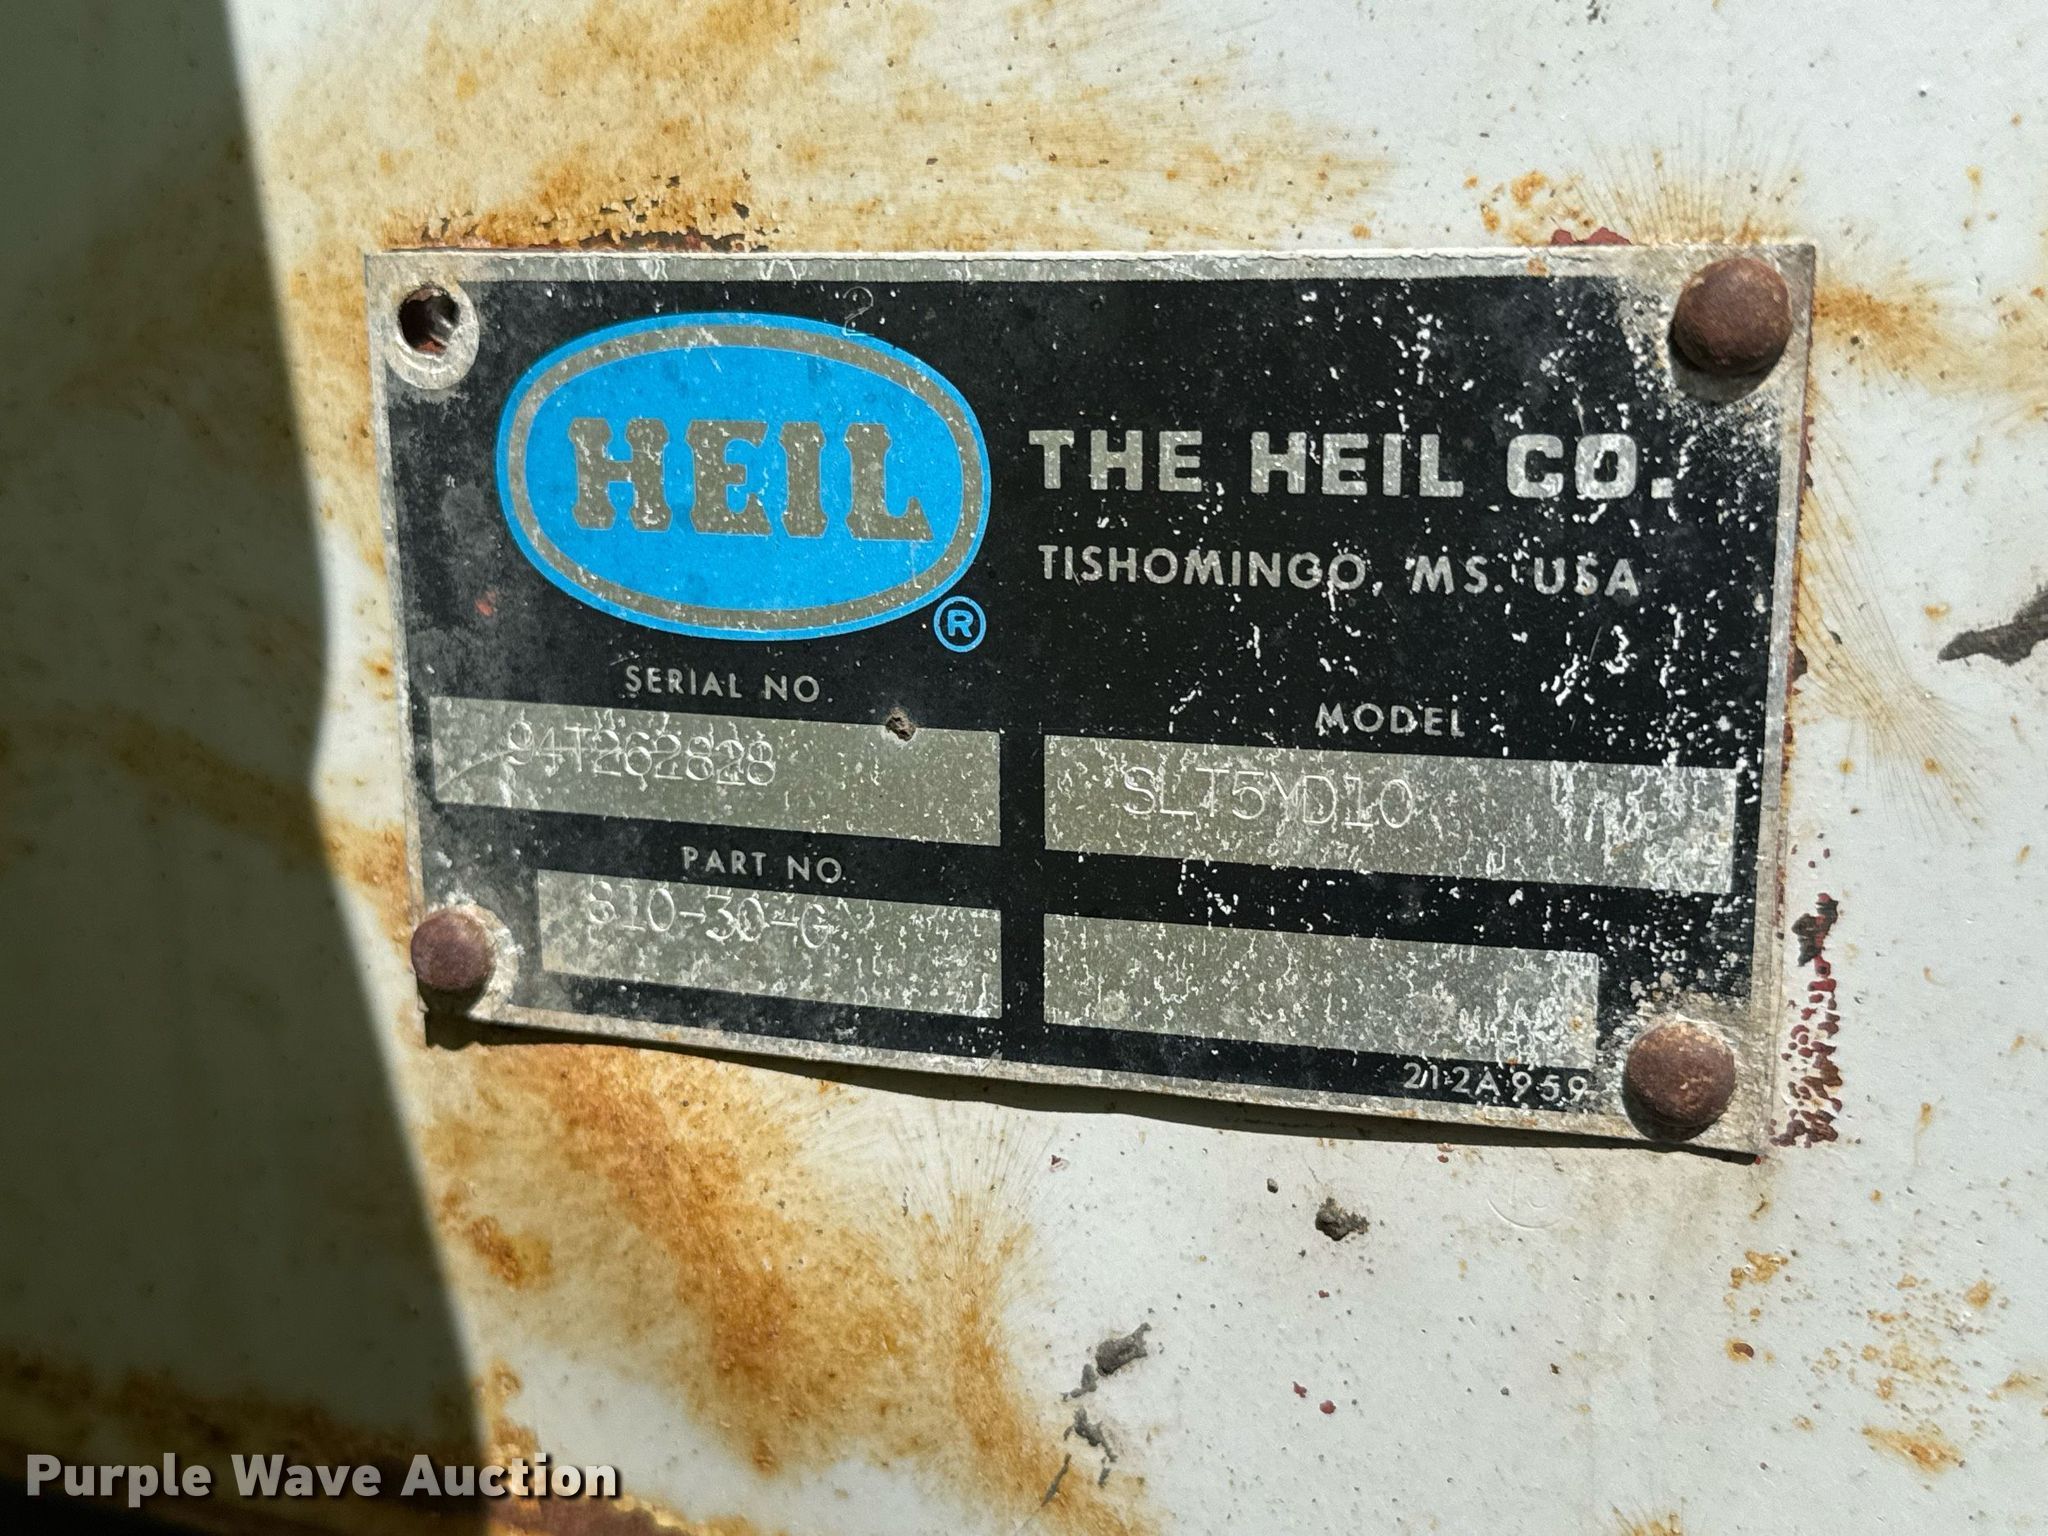 HEIL
®
THE HEIL CO.
TISHOMINGO, MS. USA
SERIAL NO.
94T262828
MODEL
SLT5YD10
PART NO.
810-30-G
212A959
Purple Wave Auction